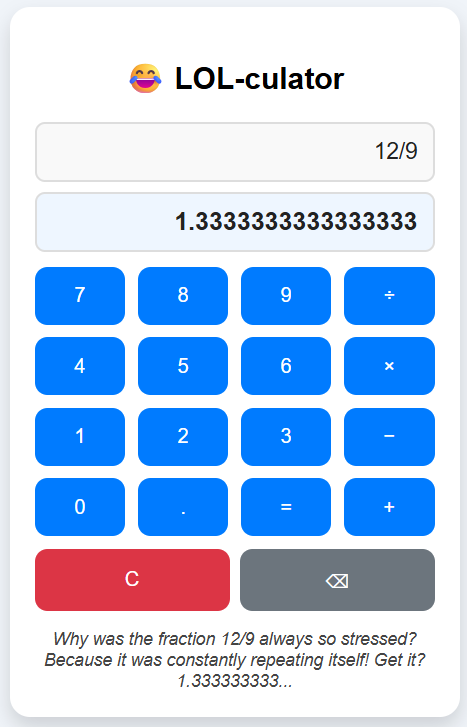 😂 LOL-culator
12/9
1.3333333333333333
7 8 9 ÷
4 5 6 ×
1 2 3 −
0 . = +
C ⌫
Why was the fraction 12/9 always so stressed?
Because it was constantly repeating itself! Get it?
1.333333333...